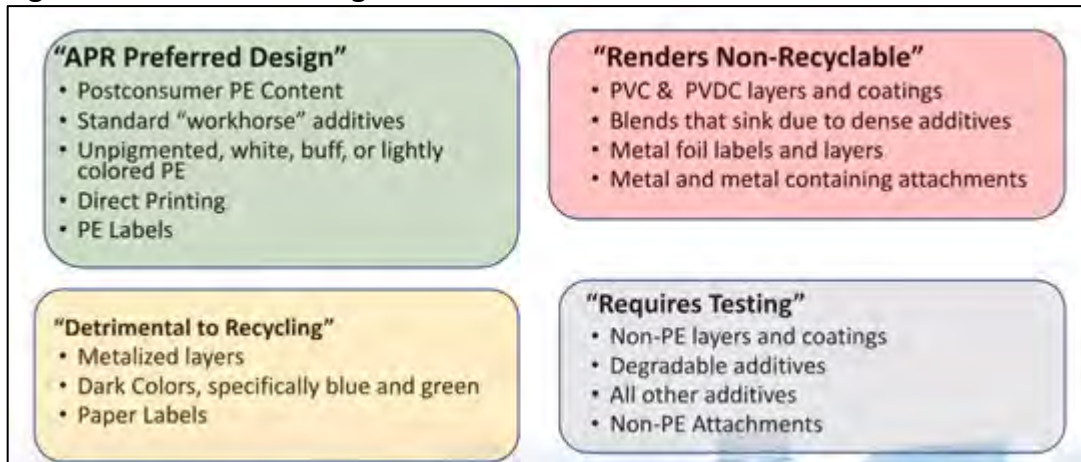 “APR Preferred Design”
• Postconsumer PE Content
• Standard “workhorse” additives
• Unpigmented, white, buff, or lightly
colored PE
• Direct Printing
• PE Labels
“Renders Non-Recyclable”
• PVC & PVDC layers and coatings
• Blends that sink due to dense additives
• Metal foil labels and layers
• Metal and metal containing attachments
“Detrimental to Recycling”
• Metalized layers
• Dark Colors, specifically blue and green
• Paper Labels
“Requires Testing”
• Non-PE layers and coatings
• Degradable additives
• All other additives
• Non-PE Attachments